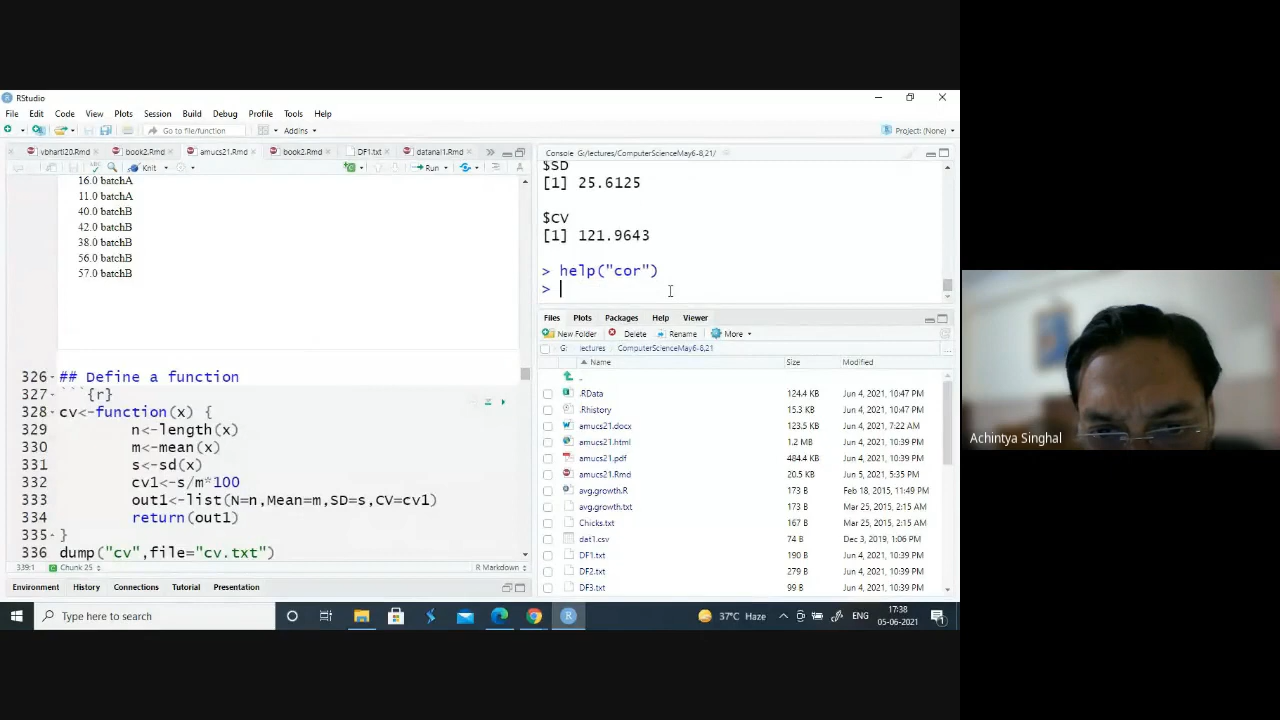 RStudio
File Edit Code View Plots Session Build Debug Profile Tools Help
Go to file/function Addins Project: (None)
vbharti20.Rmd book2.Rmd amucs21.Rmd book2.Rmd DF1.txt datanal1.Rmd
Knit Run
16.0 batchA
11.0 batchA
40.0 batchB
42.0 batchB
38.0 batchB
56.0 batchB
57.0 batchB
326 ## Define a function
327 ```{r}
328 cv<-function(x) {
329 n<-length(x)
330 m<-mean(x)
331 s<-sd(x)
332 cv1<-s/m*100
333 out1<-list(N=n,Mean=m,SD=s,CV=cv1)
334 return(out1)
335 }
336 dump("cv",file="cv.txt")
339:1 Chunk 25 R Markdown
Environment History Connections Tutorial Presentation
Console G:/lectures/ComputerScienceMay6-8,21/
$SD
[1] 25.6125
$CV
[1] 121.9643
> help("cor")
>
Files Plots Packages Help Viewer
New Folder Delete Rename More
G: lectures ComputerScienceMay6-8,21
Name Size Modified
..
.RData 124.4 KB Jun 4, 2021, 10:47 PM
.Rhistory 15.3 KB Jun 4, 2021, 10:47 PM
amucs21.docx 123.5 KB Jun 4, 2021, 7:22 AM
amucs21.html 1.2 MB Jun 4, 2021, 10:39 PM
amucs21.pdf 484.4 KB Jun 4, 2021, 10:39 PM
amucs21.Rmd 20.5 KB Jun 5, 2021, 5:35 PM
avg.growth.R 173 B Feb 18, 2015, 11:49 PM
avg.growth.txt 173 B Mar 25, 2015, 2:15 AM
Chicks.txt 167 B Mar 25, 2015, 2:15 AM
dat1.csv 74 B Dec 3, 2019, 1:06 PM
DF1.txt 190 B Jun 4, 2021, 10:39 PM
DF2.txt 279 B Jun 4, 2021, 10:39 PM
DF3.txt 99 B Jun 4, 2021, 10:39 PM
Type here to search
37°C Haze ENG 17:38
05-06-2021
Achintya Singhal